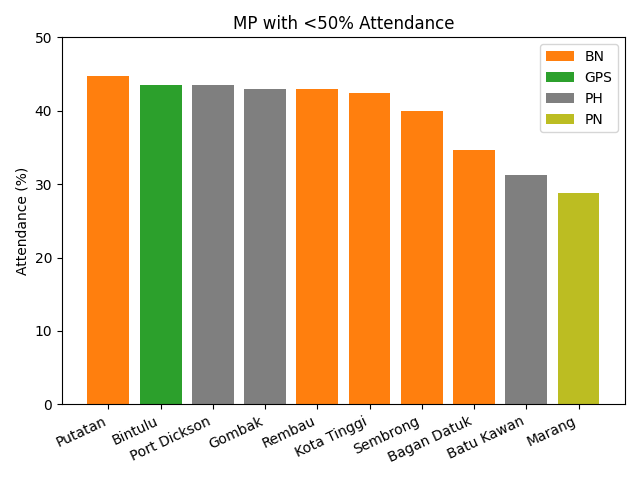 MP with <50% Attendance
50
40
30
20
10
0
Attendance (%)
BN
GPS
PH
PN
Putatan
Bintulu
Port Dickson
Gombak
Rembau
Kota Tinggi
Sembrong
Bagan Datuk
Batu Kawan
Marang